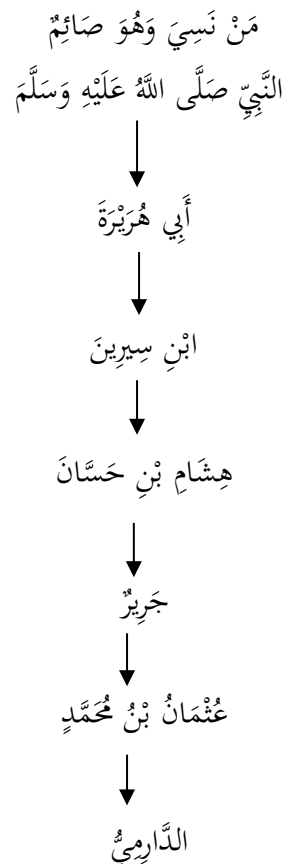 مَنْ نَسِيَ وَهُوَ صَائِمٌ
النَّبِيِّ صَلَّى اللَّهُ عَلَيْهِ وَسَلَّمَ
أَبِي هُرَيْرَةَ
ابْنِ سِيرِينَ
هِشَامِ بْنِ حَسَّانَ
جَرِيرٌ
عُثْمَانُ بْنُ مُحَمَّدٍ
الدَّارِمِيُّ